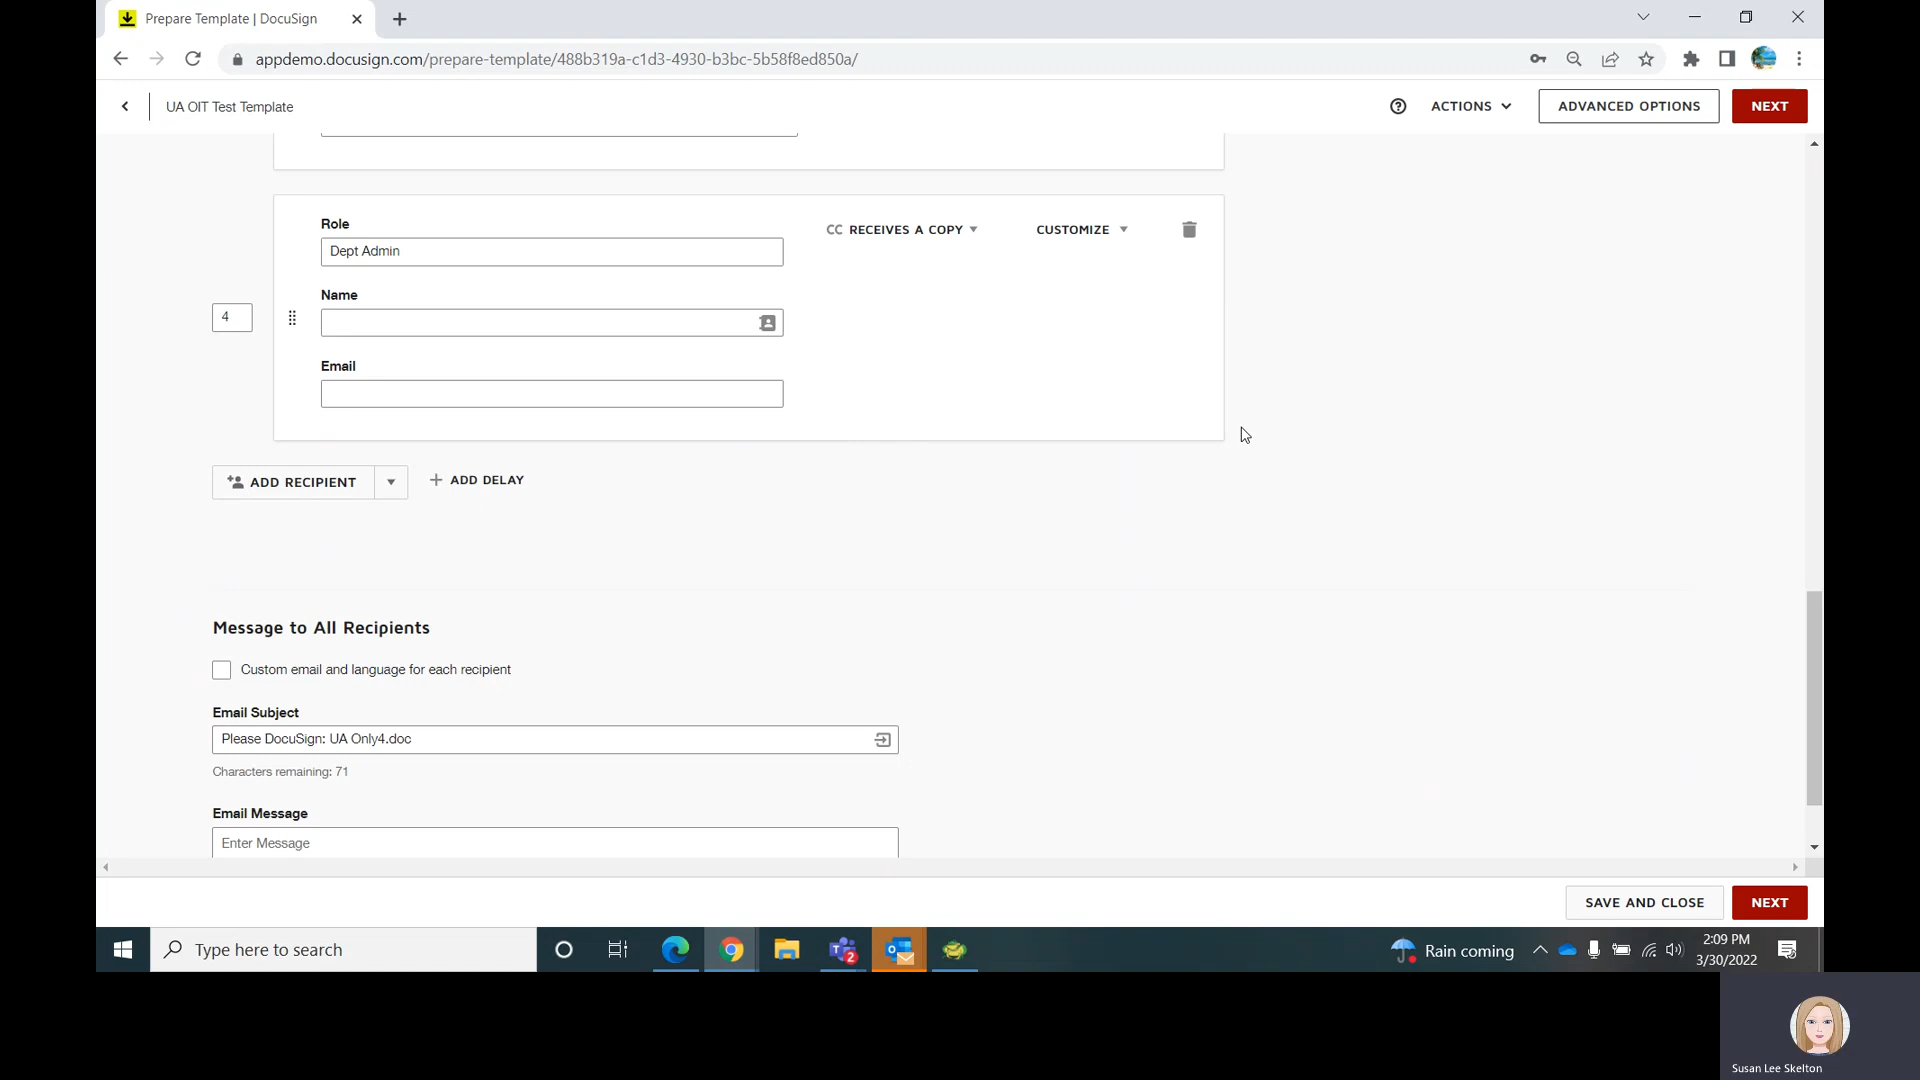 Prepare Template | DocuSign
appdemo.docusign.com/prepare-template/488b319a-c1d3-4930-b3bc-5b58f8ed850a/
UA OIT Test Template
ACTIONS
ADVANCED OPTIONS
NEXT
Role
CC RECEIVES A COPY
CUSTOMIZE
Dept Admin
Name
4
Email
ADD RECIPIENT
ADD DELAY
Message to All Recipients
Custom email and language for each recipient
Email Subject
Please DocuSign: UA Only4.doc
Characters remaining: 71
Email Message
Enter Message
SAVE AND CLOSE
NEXT
Type here to search
2
Rain coming
2:09 PM
3/30/2022
Susan Lee Skelton